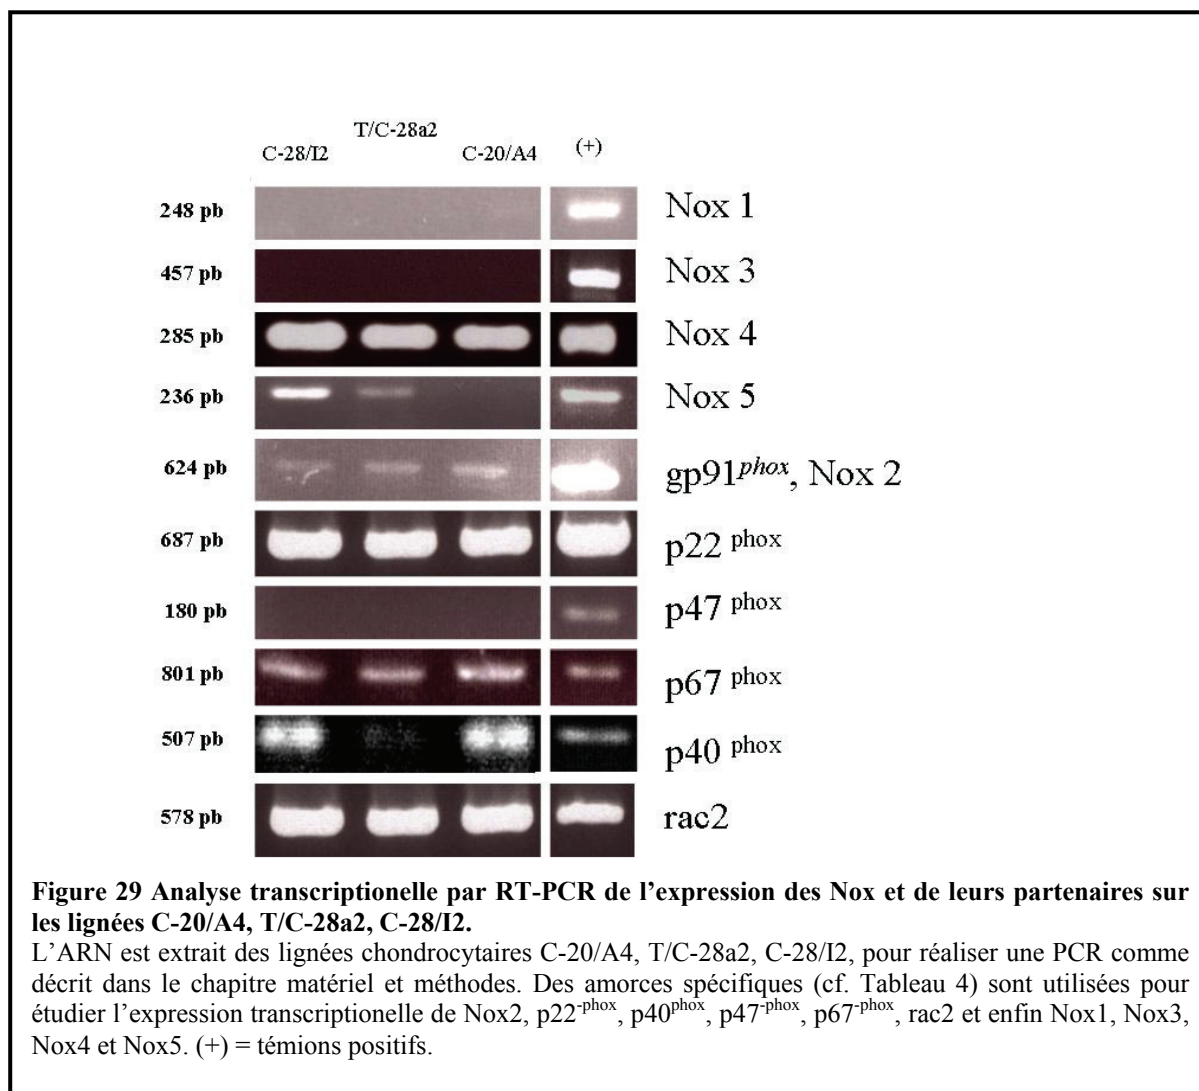 T/C-28a2
C-28/I2 C-20/A4 (+)
248 pb Nox 1
457 pb Nox 3
285 pb Nox 4
236 pb Nox 5
624 pb gp91phox, Nox 2
687 pb p22 phox
180 pb p47 phox
801 pb p67 phox
507 pb p40 phox
578 pb rac2
Figure 29 Analyse transcriptionelle par RT-PCR de l’expression des Nox et de leurs partenaires sur
les lignées C-20/A4, T/C-28a2, C-28/I2.
L’ARN est extrait des lignées chondrocytaires C-20/A4, T/C-28a2, C-28/I2, pour réaliser une PCR comme
décrit dans le chapitre matériel et méthodes. Des amorces spécifiques (cf. Tableau 4) sont utilisées pour
étudier l’expression transcriptionelle de Nox2, p22-phox, p40phox, p47-phox, p67-phox, rac2 et enfin Nox1, Nox3,
Nox4 et Nox5. (+) = témions positifs.